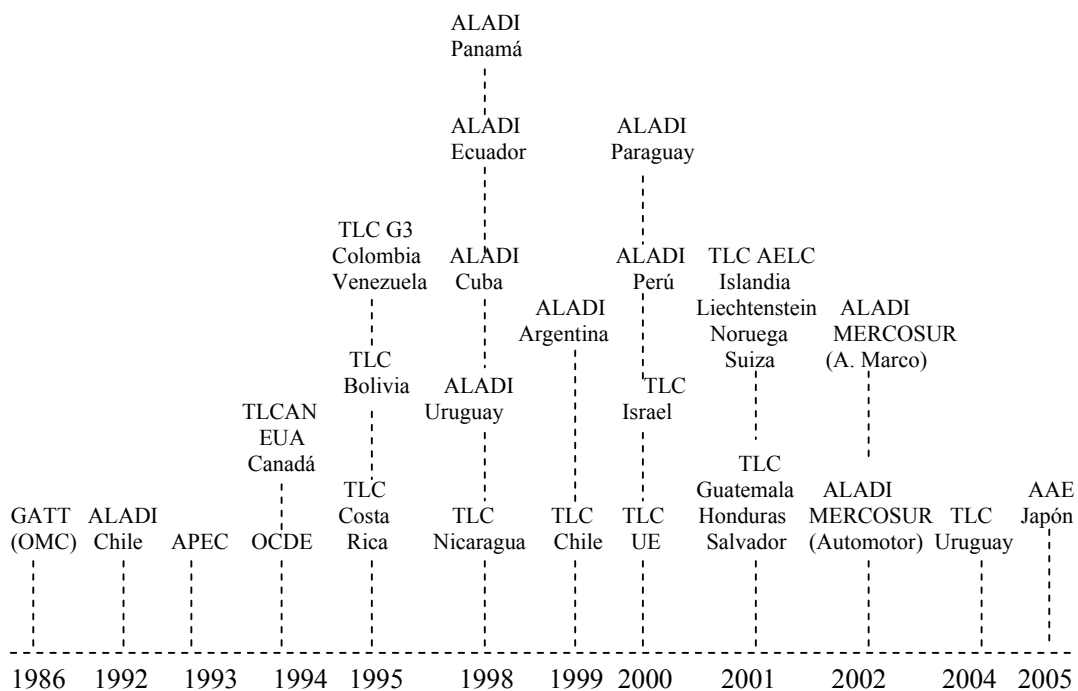 ALADI
Panamá
ALADI
Ecuador
ALADI
Paraguay
TLC G3
Colombia
Venezuela
ALADI
Cuba
ALADI
Perú
TLC AELC
Islandia
Liechtenstein
Noruega
Suiza
ALADI
Argentina
ALADI
MERCOSUR
(A. Marco)
TLC
Bolivia
ALADI
Uruguay
TLC
Israel
TLCAN
EUA
Canadá
GATT
(OMC)
ALADI
Chile
APEC
OCDE
TLC
Costa
Rica
TLC
Nicaragua
TLC
Chile
TLC
UE
TLC
Guatemala
Honduras
Salvador
ALADI
MERCOSUR
(Automotor)
TLC
Uruguay
AAE
Japón
1986 1992 1993 1994 1995 1998 1999 2000 2001 2002 2004 2005